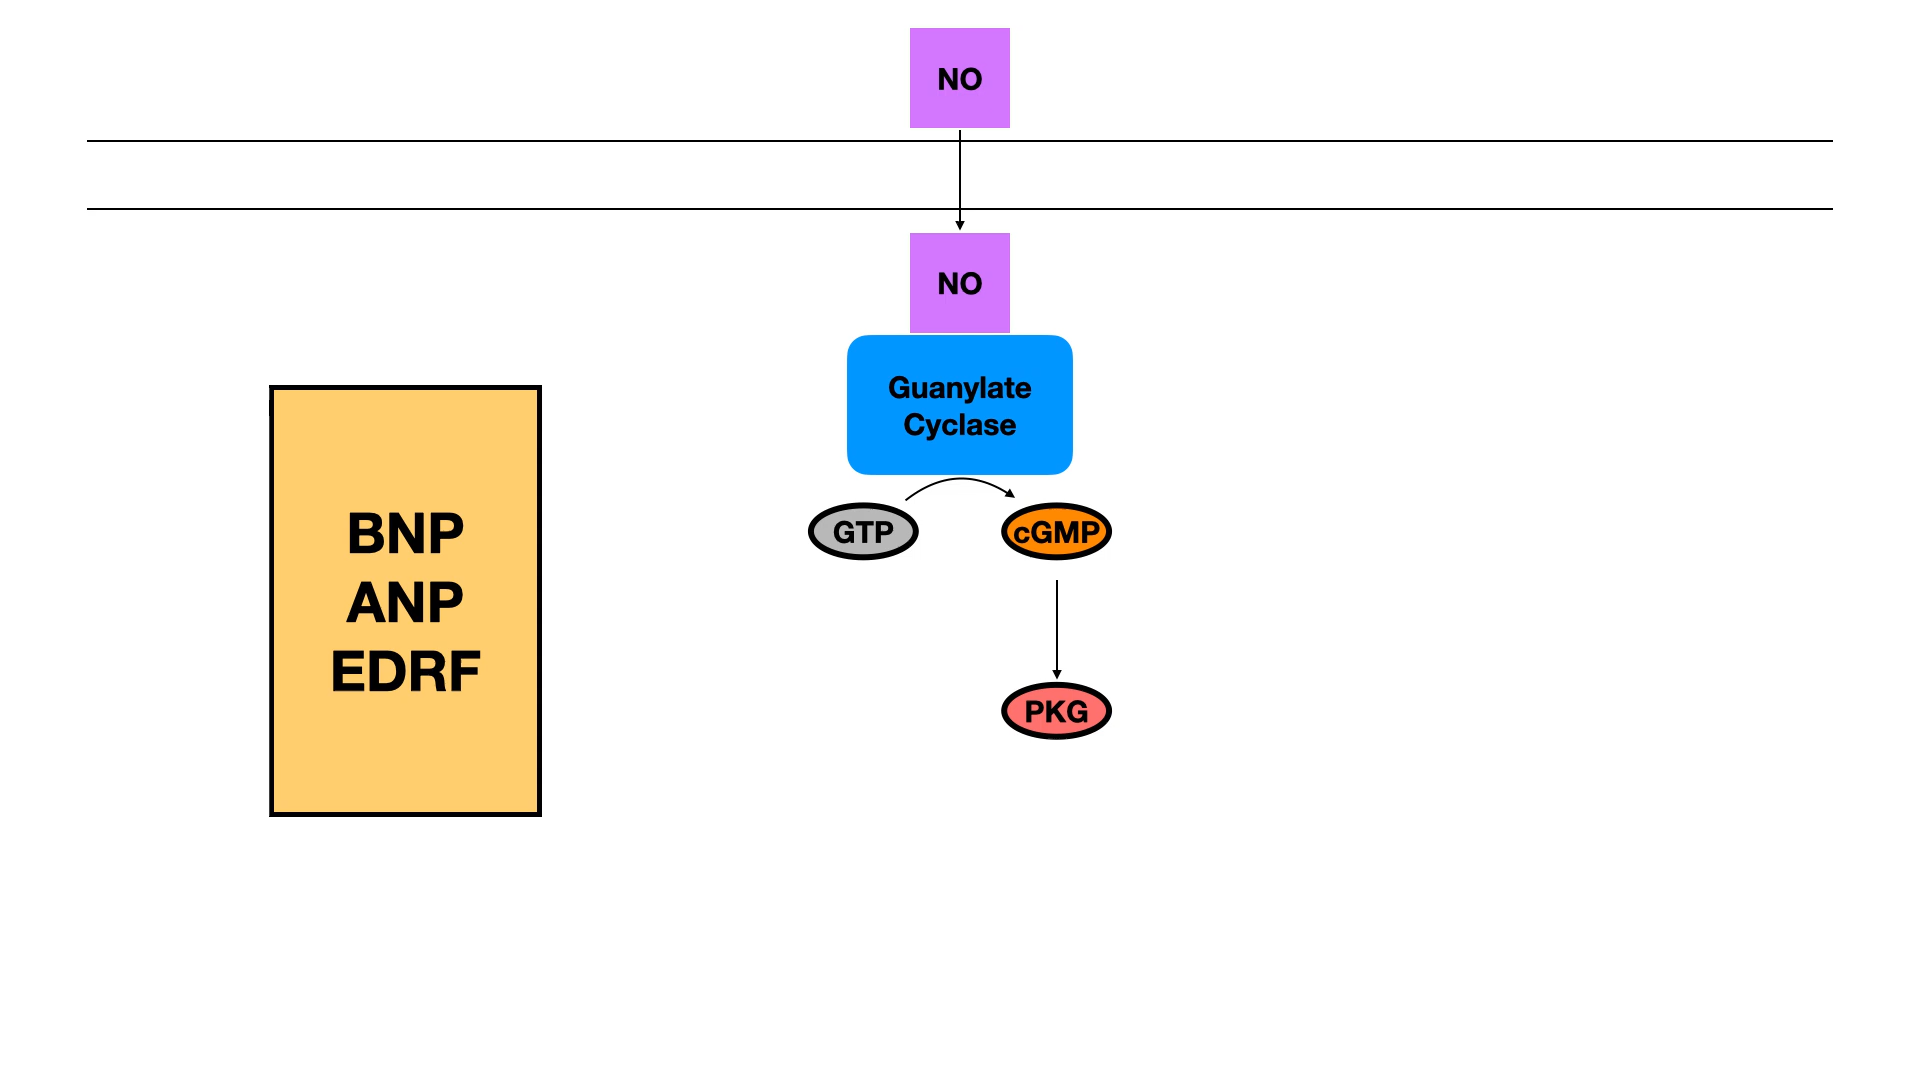 NO
NO
Guanylate
Cyclase
GTP
cGMP
PKG
BNP
ANP
EDRF